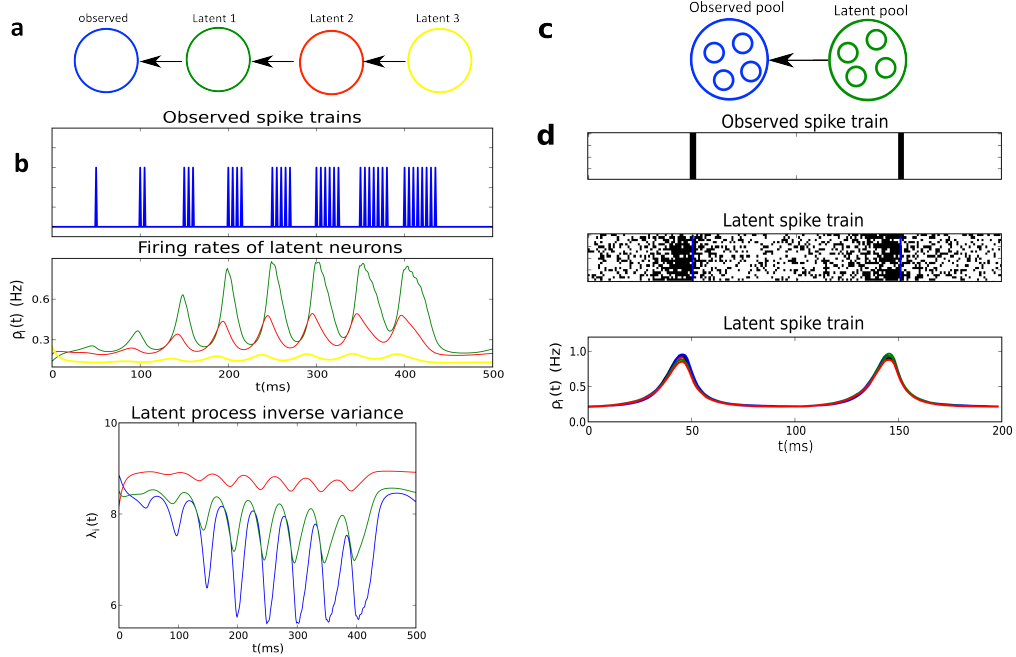 a
observed Latent 1 Latent 2 Latent 3
Observed spike trains
b
Firing rates of latent neurons
ρᵢ(t) (Hz)
0.6
0.3
0 100 200 300 400 500
t(ms)
Latent process inverse variance
λᵢ(t)
10
8
6
0 100 200 300 400 500
t(ms)
c
Observed pool Latent pool
d
Observed spike train
Latent spike train
Latent spike train
ρᵢ(t) (Hz)
1.0
0.5
0.0
0 50 100 150 200
t(ms)